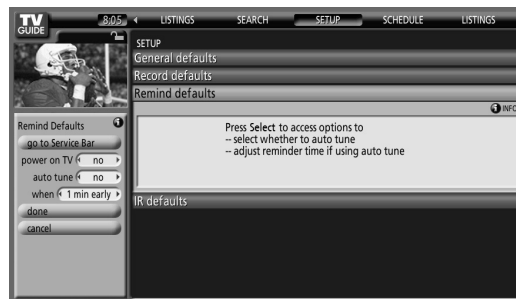 TV
GUIDE
8:05
LISTINGS SEARCH SETUP SCHEDULE LISTINGS
SETUP
General defaults
Record defaults
Remind defaults
INFO
Press Select to access options to
-- select whether to auto tune
-- adjust reminder time if using auto tune
IR defaults
Remind Defaults
go to Service Bar
power on TV no
auto tune no
when 1 min early
done
cancel